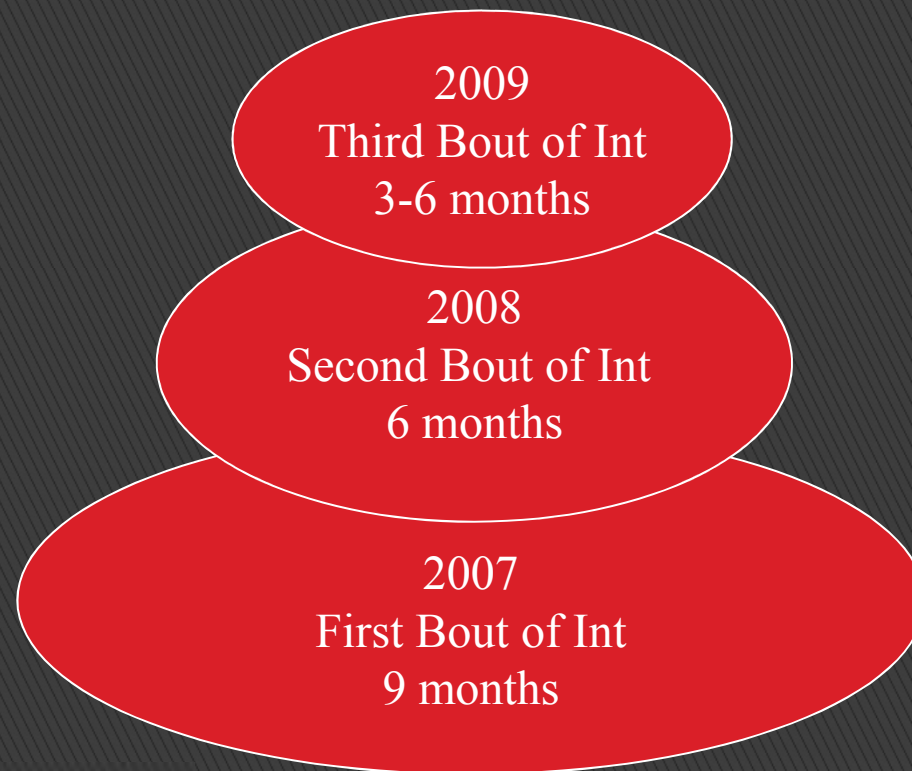 2009
Third Bout of Int
3-6 months
2008
Second Bout of Int
6 months
2007
First Bout of Int
9 months